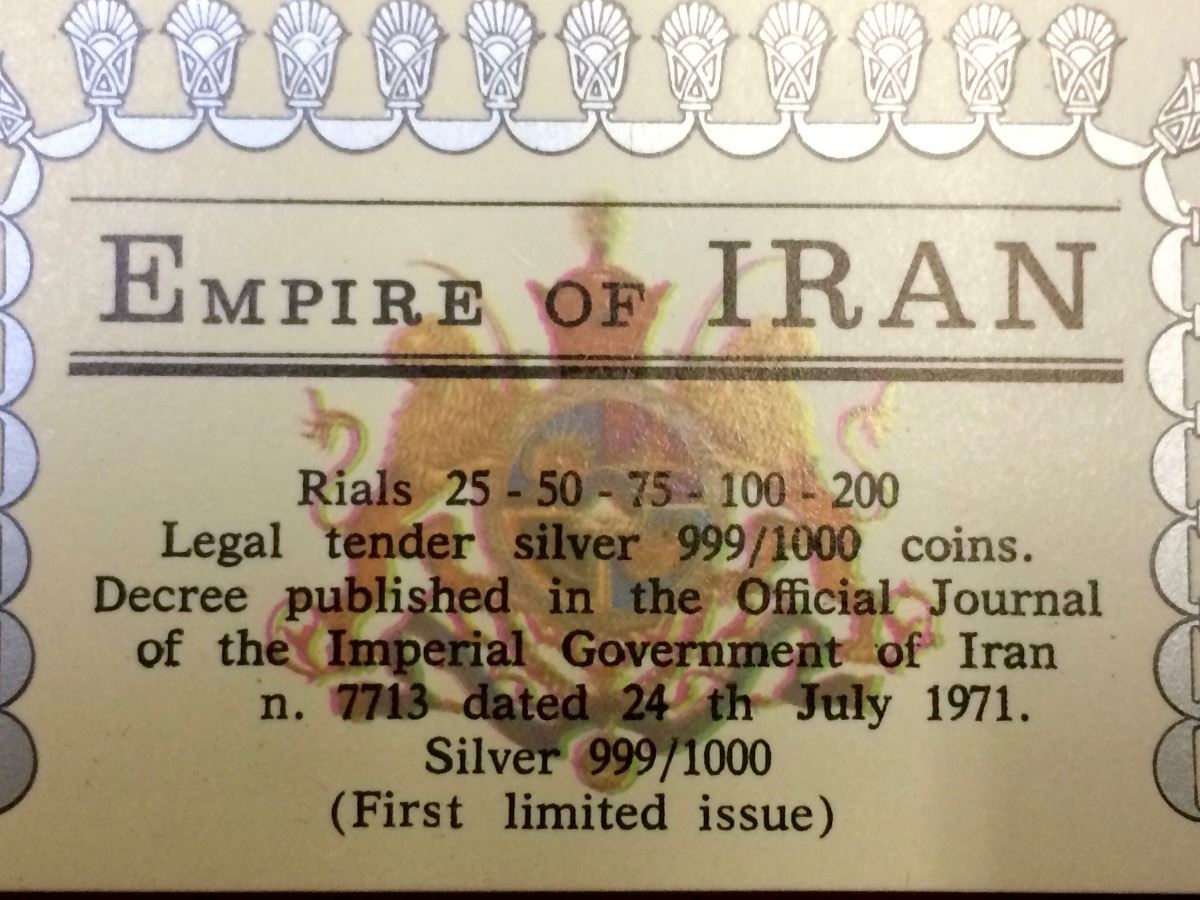 EMPIRE OF IRAN
Rials 25 - 50 - 75 - 100 - 200
Legal tender silver 999/1000 coins.
Decree published in the Official Journal
of the Imperial Government of Iran
n. 7713 dated 24 th July 1971.
Silver 999/1000
(First limited issue)